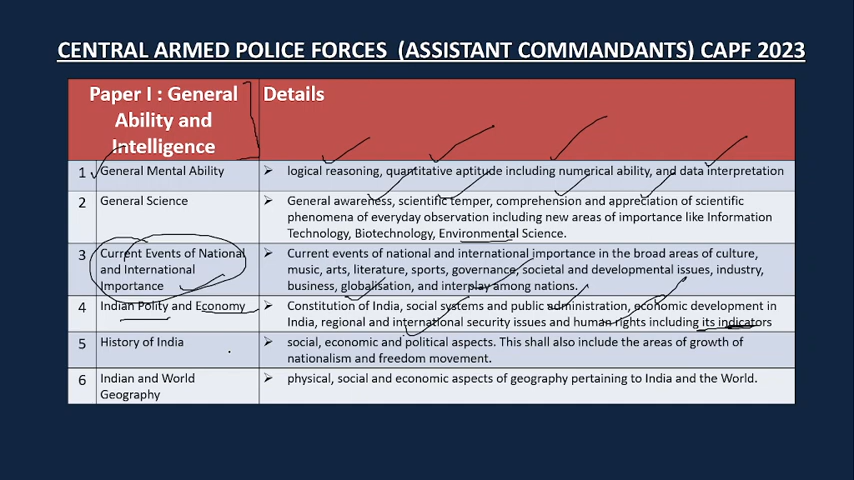 CENTRAL ARMED POLICE FORCES (ASSISTANT COMMANDANTS) CAPF 2023
Paper I : General
Ability and
Intelligence
Details
1 General Mental Ability
logical reasoning, quantitative aptitude including numerical ability, and data interpretation
2 General Science
General awareness, scientific temper, comprehension and appreciation of scientific
phenomena of everyday observation including new areas of importance like Information
Technology, Biotechnology, Environmental Science.
3 Current Events of National
and International
Importance
Current events of national and international importance in the broad areas of culture,
music, arts, literature, sports, governance, societal and developmental issues, industry,
business, globalisation, and interplay among nations.
4 Indian Polity and Economy
Constitution of India, social systems and public administration, economic development in
India, regional and international security issues and human rights including its indicators
5 History of India
social, economic and political aspects. This shall also include the areas of growth of
nationalism and freedom movement.
6 Indian and World
Geography
physical, social and economic aspects of geography pertaining to India and the World.